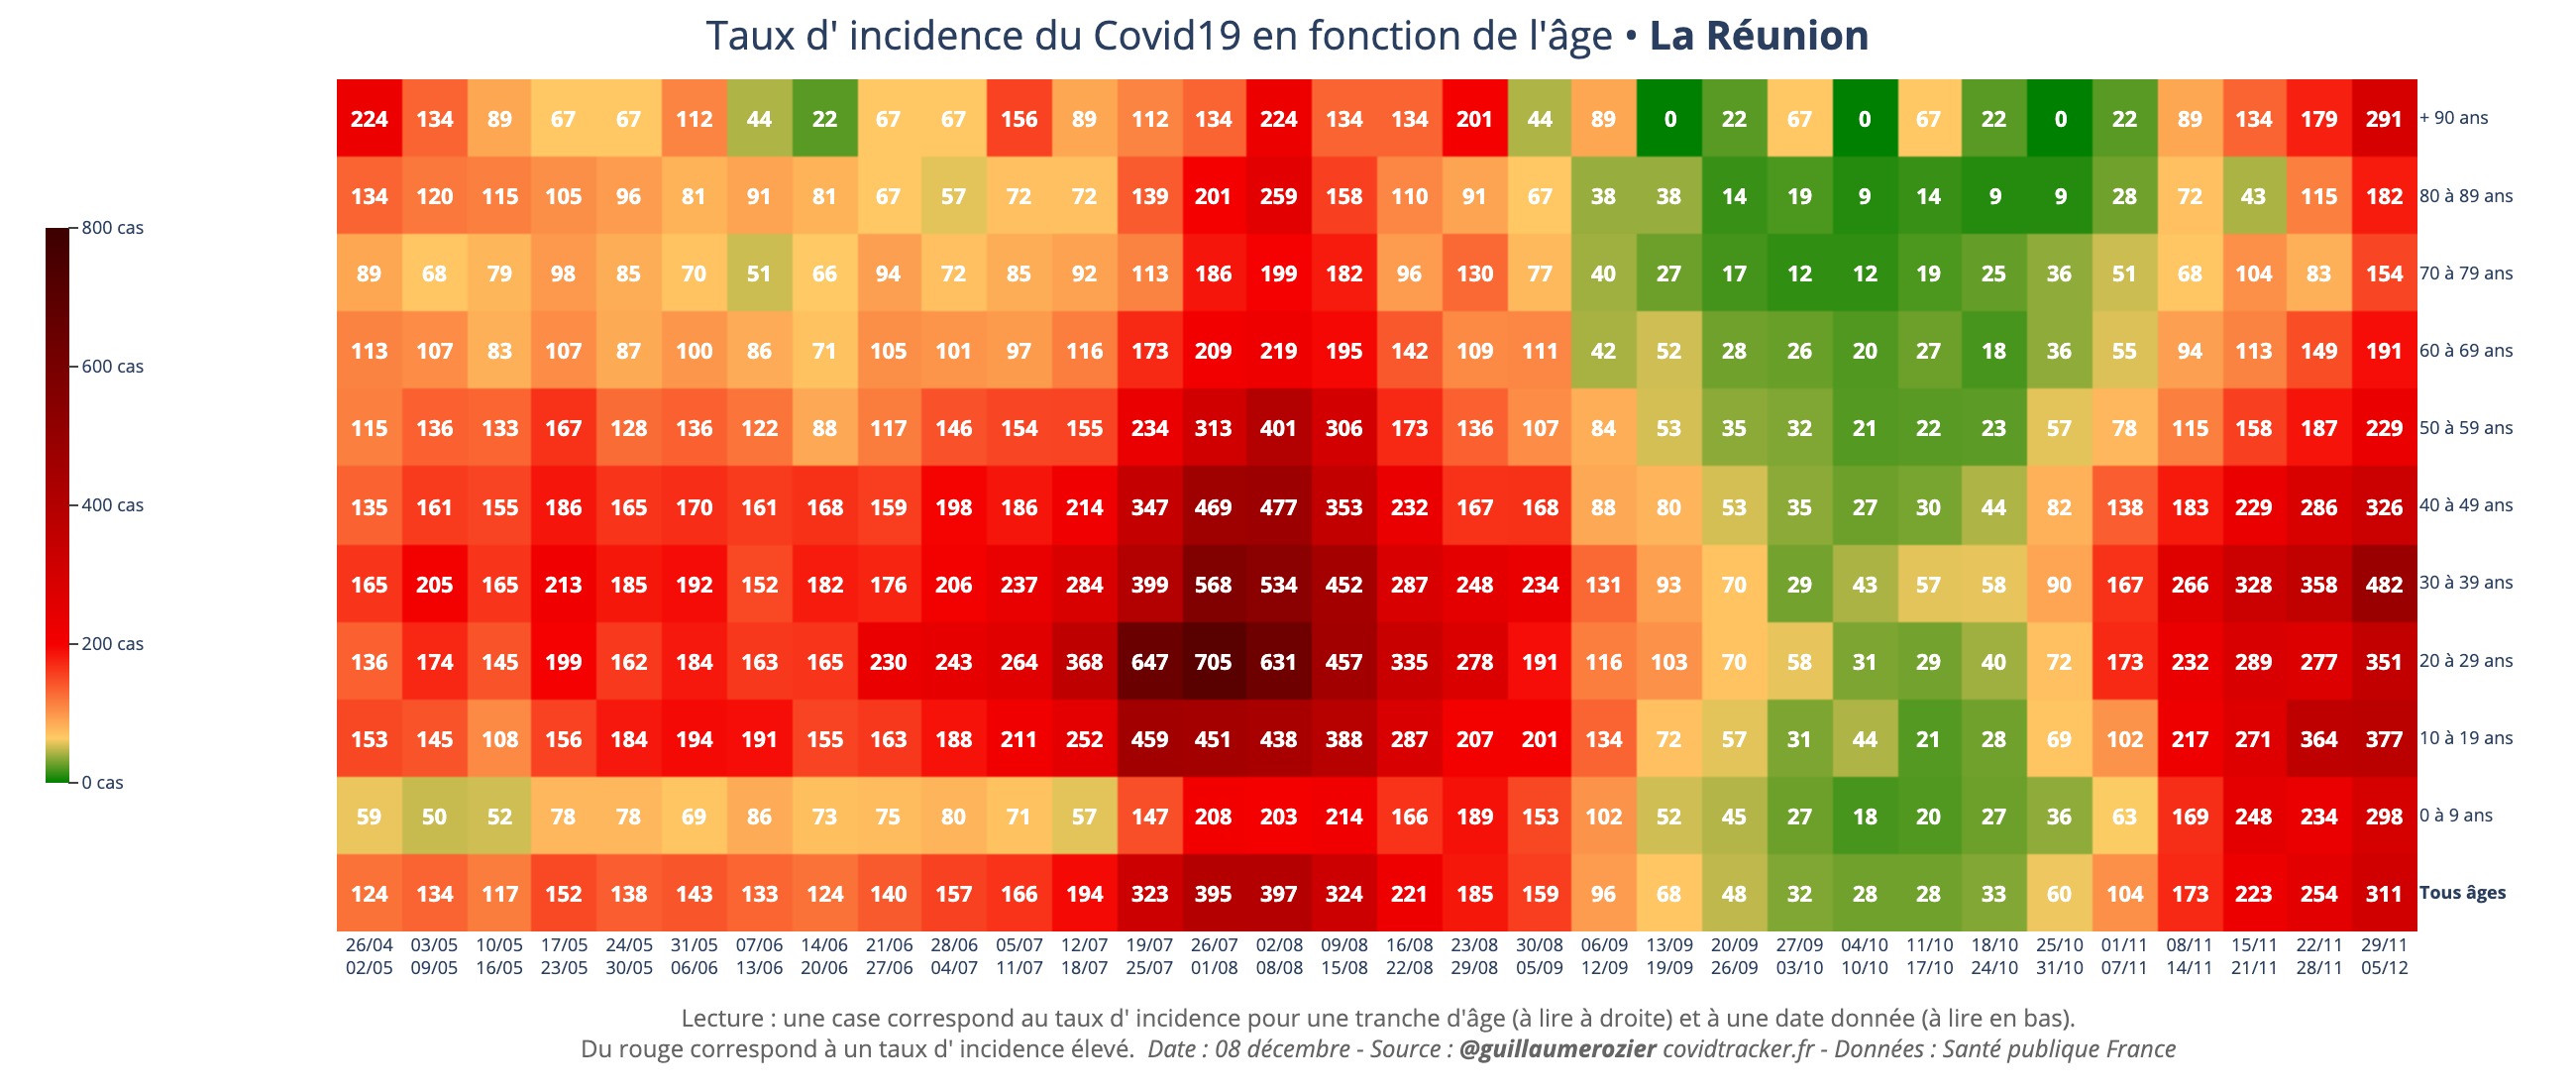 Taux d' incidence du Covid19 en fonction de l'âge • La Réunion
224 134 89 67 67 112 44 22 67 67 156 89 112 134 224 134 134 201 44 89 0 22 67 0 67 22 0 22 89 134 179 291 + 90 ans
134 120 115 105 96 81 91 81 67 57 72 72 139 201 259 158 110 91 67 38 38 14 19 9 14 9 9 28 72 43 115 182 80 à 89 ans
800 cas
89 68 79 98 85 70 51 66 94 72 85 92 113 186 199 182 96 130 77 40 27 17 12 12 19 25 36 51 68 104 83 154 70 à 79 ans
113 107 83 107 87 100 86 71 105 101 97 116 173 209 219 195 142 109 111 42 52 28 26 20 27 18 36 55 94 113 149 191 60 à 69 ans
600 cas
115 136 133 167 128 136 122 88 117 146 154 155 234 313 401 306 173 136 107 84 53 35 32 21 22 23 57 78 115 158 187 229 50 à 59 ans
400 cas
135 161 155 186 165 170 161 168 159 198 186 214 347 469 477 353 232 167 168 88 80 53 35 27 30 44 82 138 183 229 286 326 40 à 49 ans
165 205 165 213 185 192 152 182 176 206 237 284 399 568 534 452 287 248 234 131 93 70 29 43 57 58 90 167 266 328 358 482 30 à 39 ans
200 cas
136 174 145 199 162 184 163 165 230 243 264 368 647 705 631 457 335 278 191 116 103 70 58 31 29 40 72 173 232 289 277 351 20 à 29 ans
153 145 108 156 184 194 191 155 163 188 211 252 459 451 438 388 287 207 201 134 72 57 31 44 21 28 69 102 217 271 364 377 10 à 19 ans
0 cas
59 50 52 78 78 69 86 73 75 80 71 57 147 208 203 214 166 189 153 102 52 45 27 18 20 27 36 63 169 248 234 298 0 à 9 ans
124 134 117 152 138 143 133 124 140 157 166 194 323 395 397 324 221 185 159 96 68 48 32 28 28 33 60 104 173 223 254 311 Tous âges
26/04 03/05 10/05 17/05 24/05 31/05 07/06 14/06 21/06 28/06 05/07 12/07 19/07 26/07 02/08 09/08 16/08 23/08 30/08 06/09 13/09 20/09 27/09 04/10 11/10 18/10 25/10 01/11 08/11 15/11 22/11 29/11
02/05 09/05 16/05 23/05 30/05 06/06 13/06 20/06 27/06 04/07 11/07 18/07 25/07 01/08 08/08 15/08 22/08 29/08 05/09 12/09 19/09 26/09 03/10 10/10 17/10 24/10 31/10 07/11 14/11 21/11 28/11 05/12
Lecture : une case correspond au taux d' incidence pour une tranche d'âge (à lire à droite) et à une date donnée (à lire en bas).
Du rouge correspond à un taux d' incidence élevé. Date : 08 décembre - Source : @guillaumerozier covidtracker.fr - Données : Santé publique France